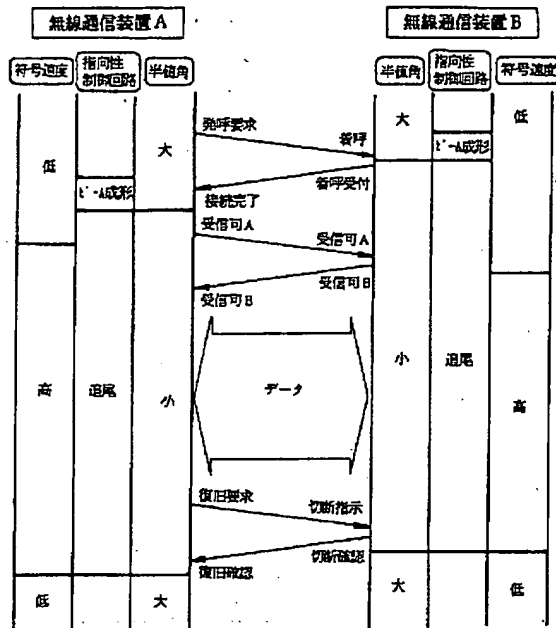 無線通信装置A
無線通信装置B
符号速度
指向性
制御回路
半値角
半値角
指向性
制御回路
符号速度
低
大
発呼要求
着呼
大
低
ビーム成形
ビーム成形
着呼受付
接続完了
受信可A
受信可A
受信可B
受信可B
高
追尾
小
データ
小
追尾
高
復旧要求
切断指示
切断確認
復旧確認
低
大
大
低